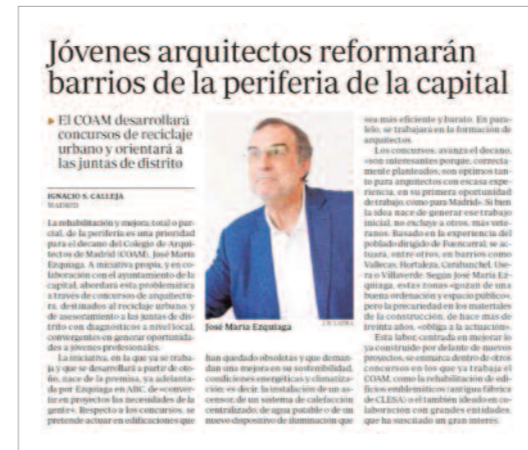 Jóvenes arquitectos reformarán
barrios de la periferia de la capital
El COAM desarrollará
concursos de reciclaje
urbano y orientará a
las juntas de distrito
IGNACIO S. CALLEJA
MADRID
La rehabilitación y mejora, total o par-
cial, de la periferia es una prioridad
para el decano del Colegio de Arqui-
tectos de Madrid (COAM), José María
Ezquiaga. A iniciativa propia, y en co-
laboración con el ayuntamiento de la
capital, abordará esta problemática
a través de concursos de arquitectu-
ra, destinados al reciclaje urbano, y
de asesoramiento a las juntas de dis-
trito con diagnósticos a nivel local,
convergentes en generar oportunida-
des a jóvenes profesionales.
La iniciativa, en la que ya se traba-
ja y que se desarrollará a partir de oto-
ño, nace de la premisa, ya adelanta-
da por Ezquiaga en ABC, de «conver-
tir en proyectos las necesidades de la
gente». Respecto a los concursos, se
pretende actuar en edificaciones que
José María Ezquiaga
han quedado obsoletas y que deman-
dan una mejora en su sostenibilidad,
condiciones energéticas y climatiza-
ción; es decir, la instalación de un as-
censor, de un sistema de calefacción
centralizado, de agua potable o de un
nuevo dispositivo de iluminación que
sea más eficiente y barato. En para-
lelo, se trabajará en la formación de
arquitectos.
Los concursos, avanza el decano,
«son interesantes porque, correcta-
mente planteados, son óptimos tan-
to para arquitectos con escasa expe-
riencia, en su primera oportunidad
de trabajo, como para Madrid». Si bien
la idea nace de generar ese trabajo
inicial, no excluye a otros, más vete-
ranos. Basado en la experiencia del
poblado dirigido de Fuencarral, se ac-
tuará, entre otros, en barrios como
Vallecas, Hortaleza, Carabanchel, Use-
ra o Villaverde. Según José María Ez-
quiaga, estas zonas «gozan de una
buena ordenación y espacio público»,
pero la precariedad en los materiales
de la construcción, de hace más de
treinta años, «obliga a la actuación».
Esta labor, centrada en mejorar lo
ya construido por delante de nuevos
proyectos, se enmarca dentro de otros
concursos en los que ya trabaja el
COAM, como la rehabilitación de edi-
ficios emblemáticos (antigua fábrica
de CLESA) o el también ideado en co-
laboración con grandes entidades,
que ha suscitado un gran interés.